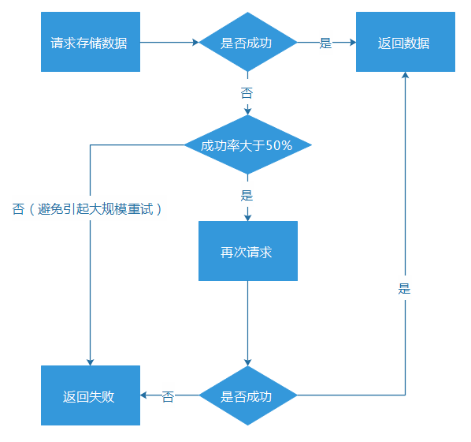 请求存储数据
是否成功
是
返回数据
否
成功率大于50%
是
否（避免引起大规模重试）
再次请求
是
返回失败
否
是否成功